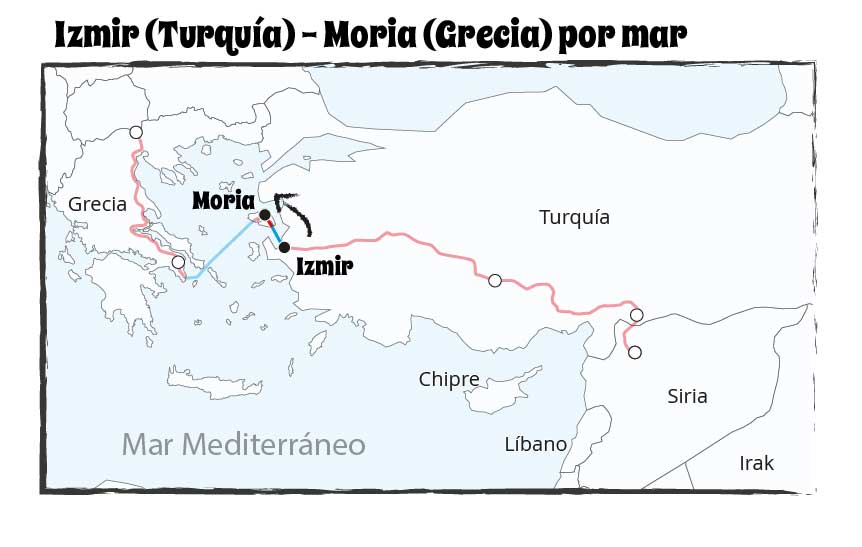 Izmir (Turquía) – Moria (Grecia) por mar
Grecia
Moria
Turquía
Izmir
Chipre
Siria
Mar Mediterráneo
Líbano
Irak